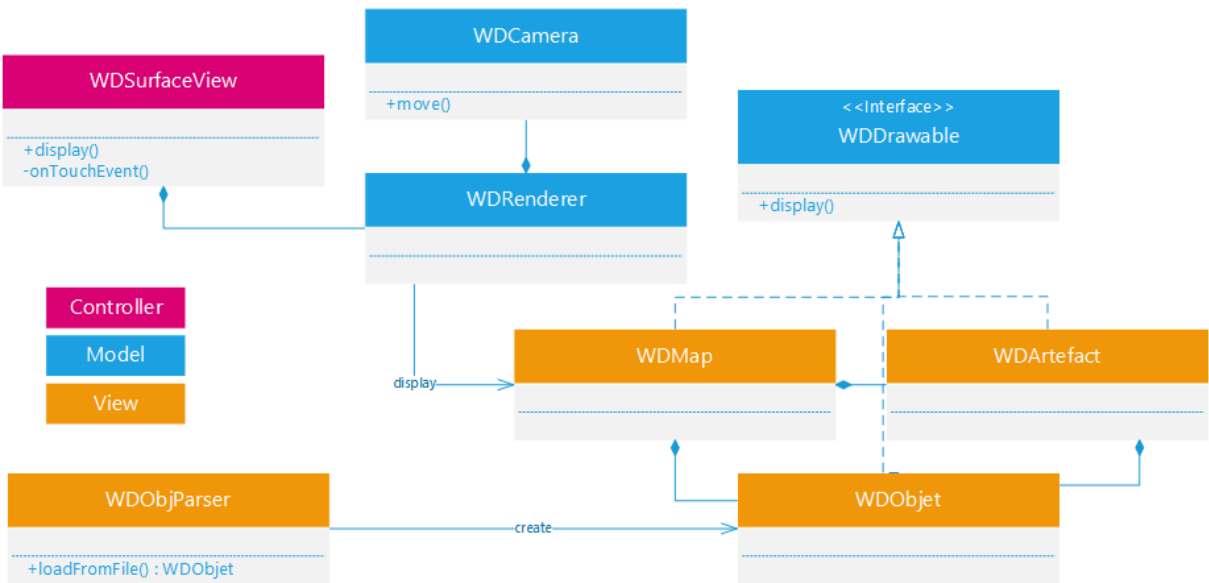 WDCamera
+move()
WDSurfaceView
+display()
-onTouchEvent()
<<Interface>>
WDDrawable
+display()
WDRenderer
Controller
Model
View
display
WDMap
WDArtefact
WDObjParser
+loadFromFile() : WDObjet
create
WDObjet